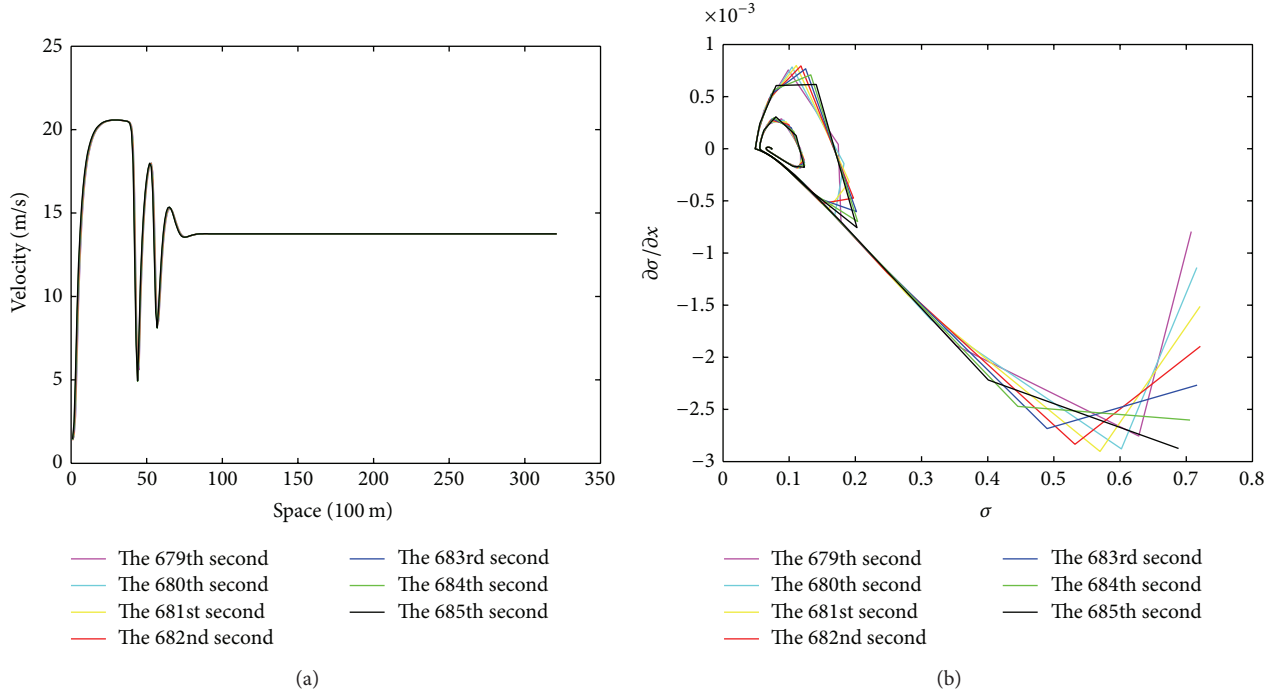 25
20
15
10
5
0
Velocity (m/s)
0
50
100
150
200
250
300
350
Space (100 m)
The 679th second
The 680th second
The 681st second
The 682nd second
The 683rd second
The 684th second
The 685th second
(a)
×10⁻³
1
0.5
0
−0.5
−1
−1.5
−2
−2.5
−3
∂σ/∂x
0
0.1
0.2
0.3
0.4
0.5
0.6
0.7
0.8
σ
The 679th second
The 680th second
The 681st second
The 682nd second
The 683rd second
The 684th second
The 685th second
(b)